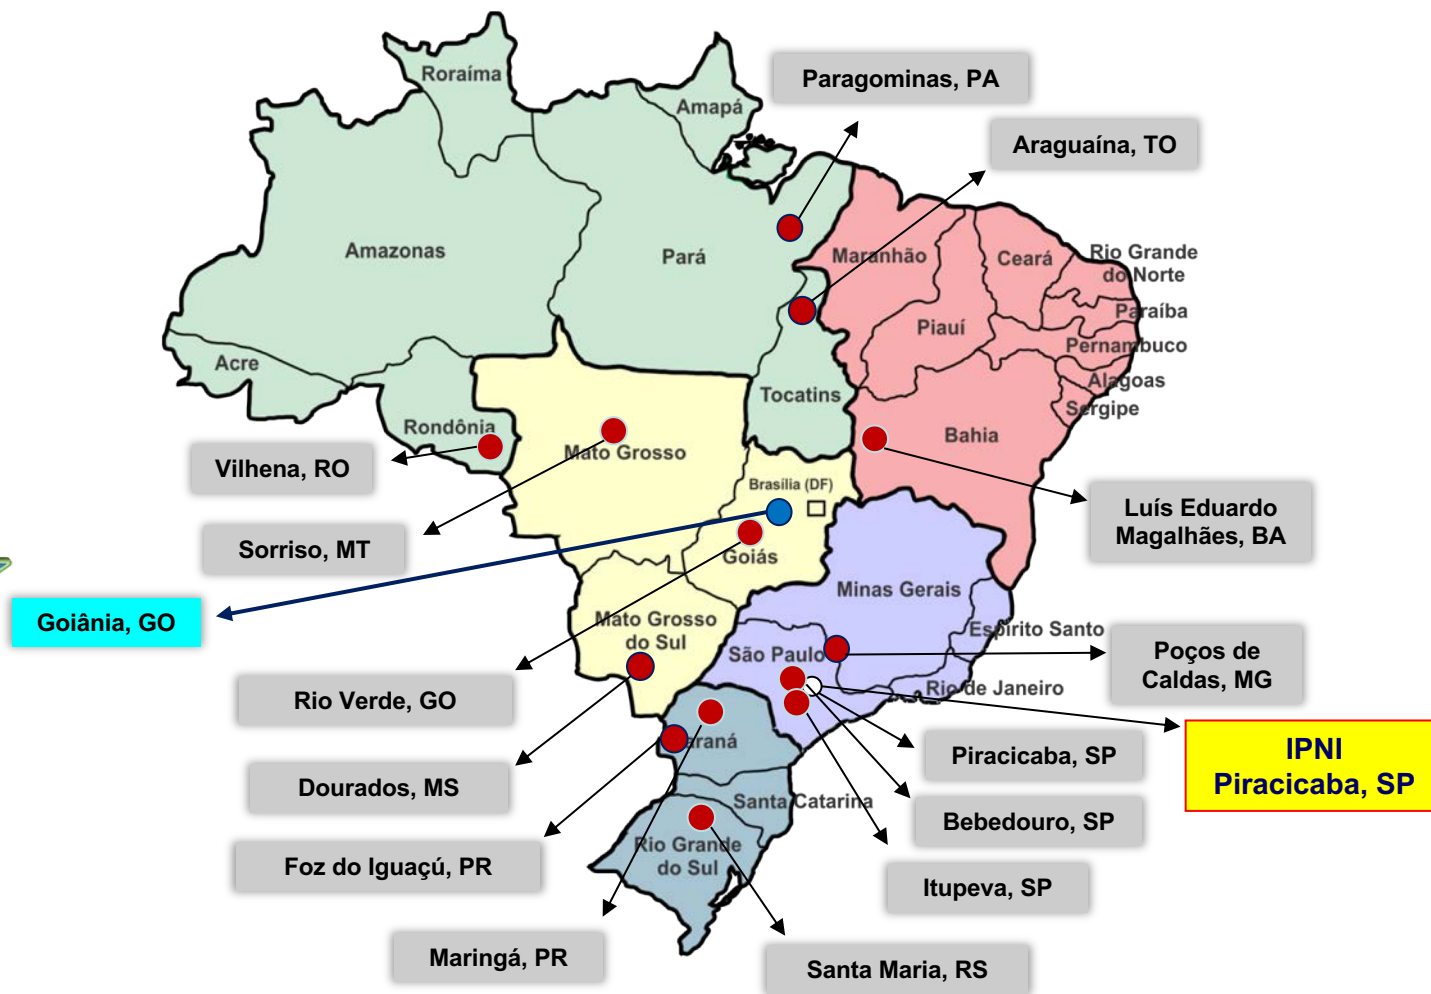 Roraíma
Amapá
Paragominas, PA
Araguaína, TO
Amazonas
Pará
Maranhão
Ceará
Rio Grande
do Norte
Paraíba
Piauí
Pernambuco
Alagoas
Sergipe
Acre
Tocatins
Rondônia
Mato Grosso
Bahia
Vilhena, RO
Brasília (DF)
Luís Eduardo
Magalhães, BA
Sorriso, MT
Goiás
Minas Gerais
Goiânia, GO
Mato Grosso
do Sul
Espírito Santo
São Paulo
Poços de
Caldas, MG
Rio de Janeiro
Rio Verde, GO
Paraná
Piracicaba, SP
IPNI
Piracicaba, SP
Dourados, MS
Santa Catarina
Bebedouro, SP
Foz do Iguaçú, PR
Rio Grande
do Sul
Itupeva, SP
Maringá, PR
Santa Maria, RS